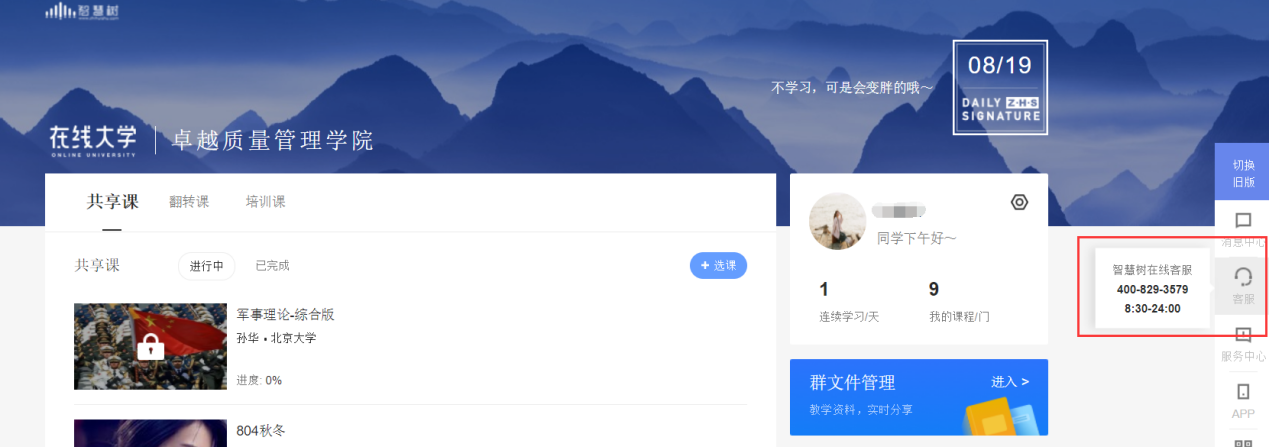 智慧树
不学习，可是会变胖的哦～
08/19
DAILY Z·H·S
SIGNATURE
在线大学
ONLINE UNIVERSITY
卓越质量管理学院
切换
旧版
共享课
翻转课
培训课
同学下午好～
消息中心
共享课
进行中
已完成
+ 选课
智慧树在线客服
400-829-3579
8:30-24:00
客服
1
连续学习/天
9
我的课程/门
军事理论-综合版
孙华 • 北京大学
进度: 0%
服务中心
群文件管理
进入 >
教学资料，实时分享
APP
804秋冬